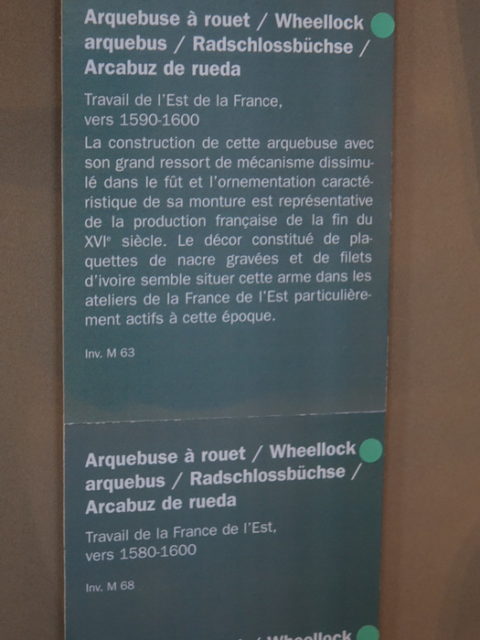 Arquebuse à rouet / Wheellock
arquebus / Radschlossbüchse /
Arcabuz de rueda
Travail de l'Est de la France,
vers 1590-1600
La construction de cette arquebuse avec
son grand ressort de mécanisme dissimu-
lé dans le fût et l'ornementation caracté-
ristique de sa monture est représentative
de la production française de la fin du
XVIe siècle. Le décor constitué de pla-
quettes de nacre gravées et de filets
d'ivoire semble situer cette arme dans les
ateliers de la France de l'Est particulière-
ment actifs à cette époque.
Inv. M 63
Arquebuse à rouet / Wheellock
arquebus / Radschlossbüchse /
Arcabuz de rueda
Travail de la France de l'Est,
vers 1580-1600
Inv. M 68
/ Wheellock